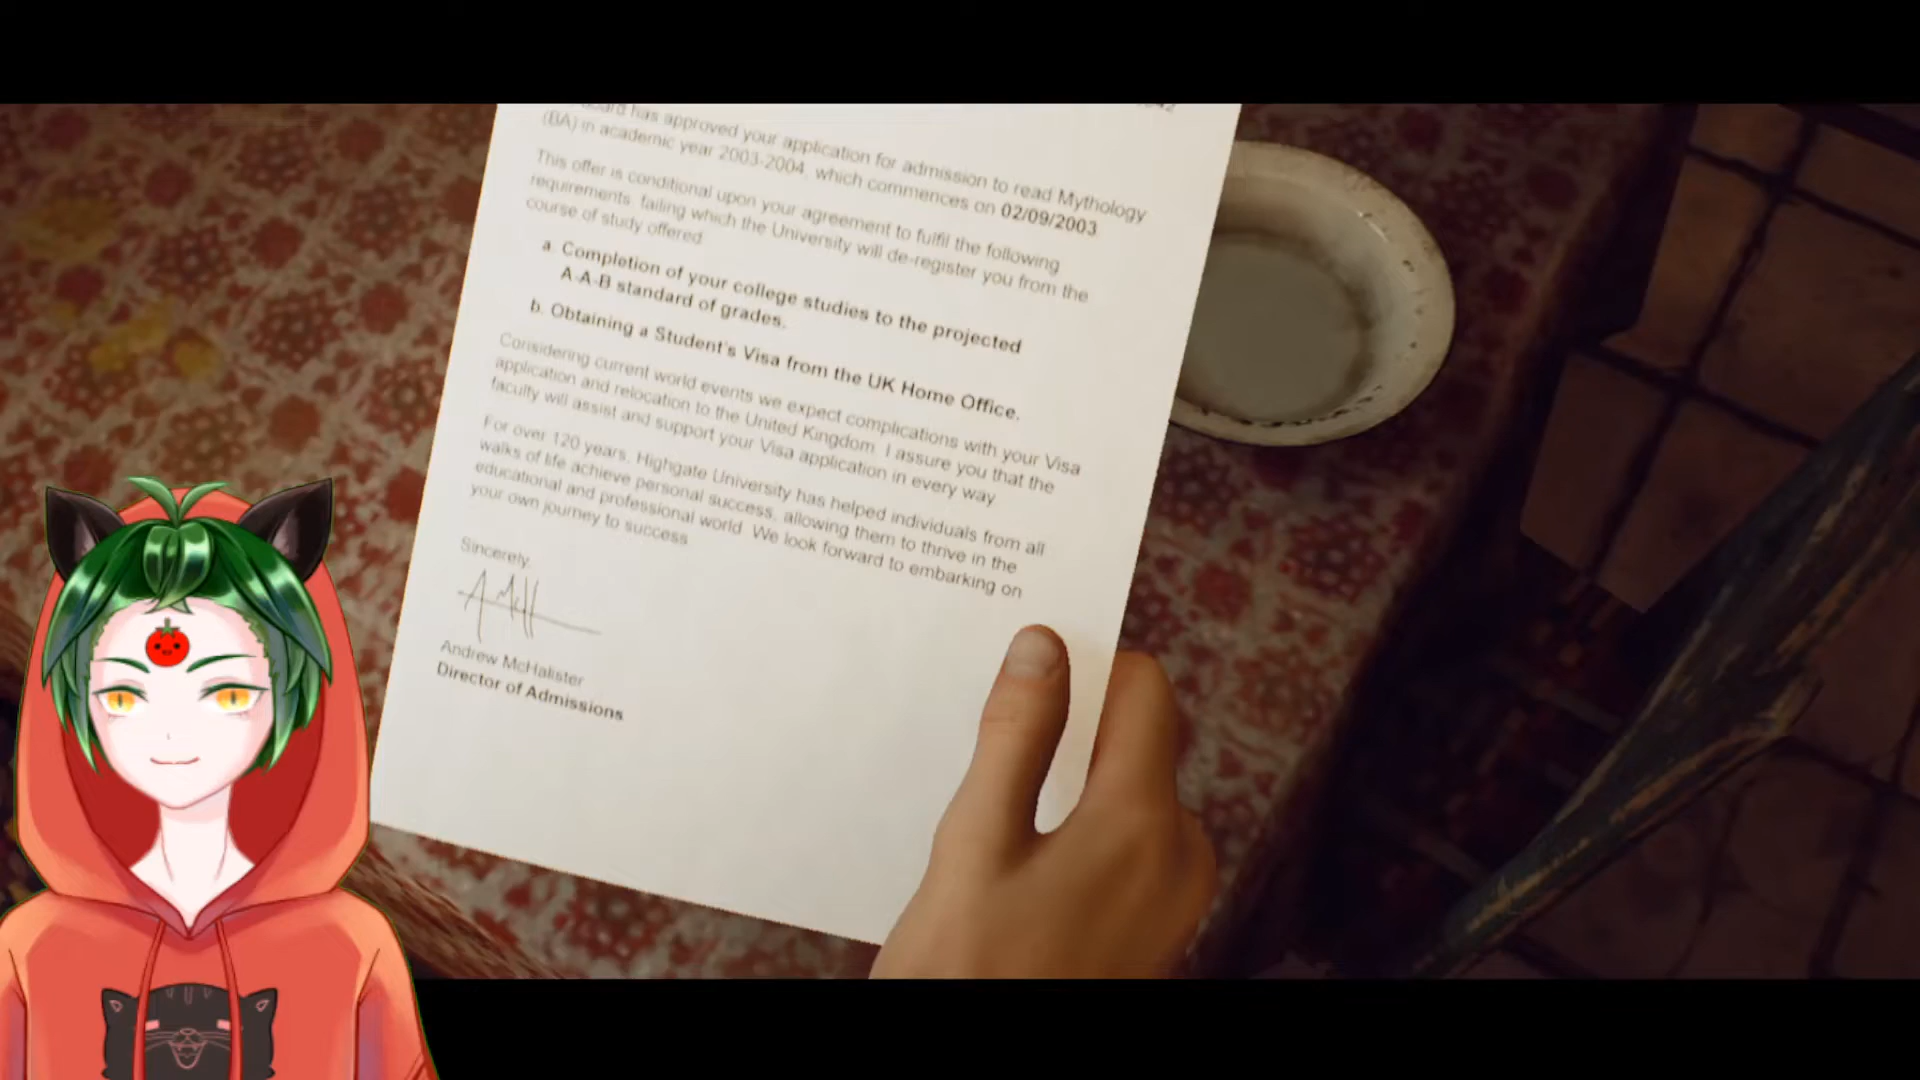 has approved your application for admission to read Mythology
(BA) in academic year 2003-2004, which commences on 02/09/2003.
This offer is conditional upon your agreement to fulfil the following
requirements, failing which the University will de-register you from the
course of study offered
a. Completion of your college studies to the projected
A-A-B standard of grades.
b. Obtaining a Student's Visa from the UK Home Office.
Considering current world events we expect complications with your Visa
application and relocation to the United Kingdom. I assure you that the
faculty will assist and support your Visa application in every way
For over 120 years, Highgate University has helped individuals from all
walks of life achieve personal success, allowing them to thrive in the
educational and professional world. We look forward to embarking on
your own journey to success
Sincerely,
Andrew McHalister
Director of Admissions